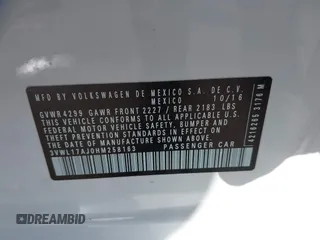 MFD BY VOLKSWAGEN DE MEXICO S.A. DE C.V.
MEXICO 10/16
GVWR 4299 GAWR FRONT 2227 / REAR 2183 LBS
THIS VEHICLE CONFORMS TO ALL APPLICABLE
FEDERAL MOTOR VEHICLE SAFETY, BUMPER AND
THEFT PREVENTION STANDARDS IN EFFECT ON
THE DATE OF MANUFACTURE SHOWN ABOVE
3VWL17AJ0HM258163 PASSENGER CAR
4216285 3176 M
DREAMBID